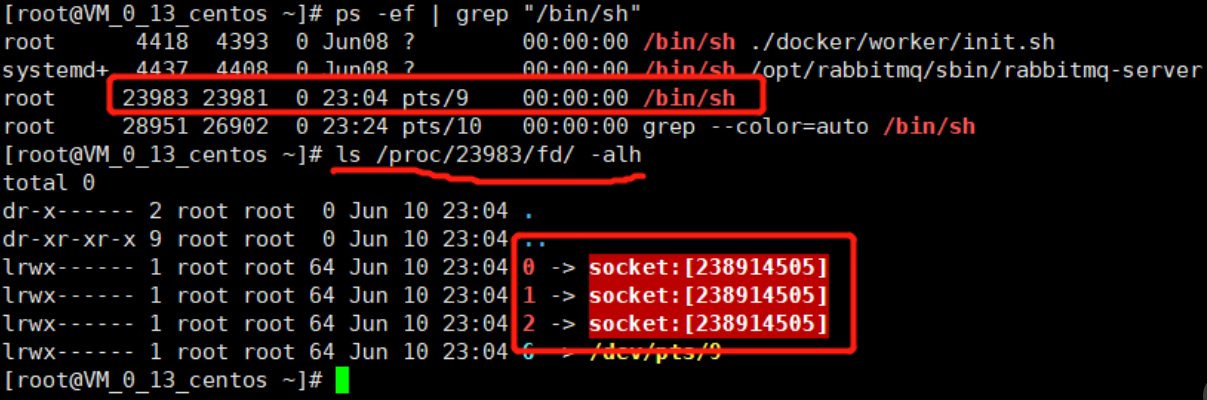 [root@VM_0_13_centos ~]# ps -ef | grep "/bin/sh"
root 4418 4393 0 Jun08 ? 00:00:00 /bin/sh ./docker/worker/init.sh
systemd+ 4437 4408 0 Jun08 ? 00:00:00 /bin/sh /opt/rabbitmq/sbin/rabbitmq-server
root 23983 23981 0 23:04 pts/9 00:00:00 /bin/sh
root 28951 26902 0 23:24 pts/10 00:00:00 grep --color=auto /bin/sh
[root@VM_0_13_centos ~]# ls /proc/23983/fd/ -alh
total 0
dr-x------ 2 root root 0 Jun 10 23:04 .
dr-xr-xr-x 9 root root 0 Jun 10 23:04 ..
lrwx------ 1 root root 64 Jun 10 23:04 0 -> socket:[238914505]
lrwx------ 1 root root 64 Jun 10 23:04 1 -> socket:[238914505]
lrwx------ 1 root root 64 Jun 10 23:04 2 -> socket:[238914505]
lrwx------ 1 root root 64 Jun 10 23:04 6 -> /dev/pts/9
[root@VM_0_13_centos ~]#